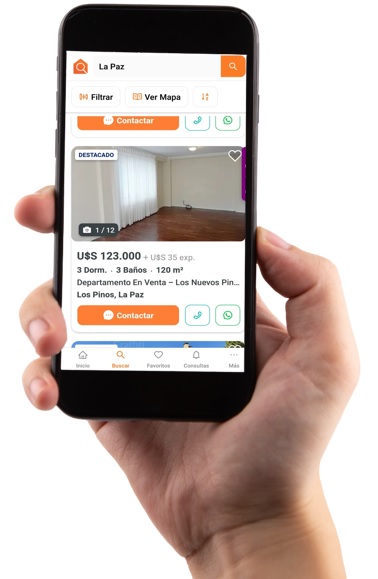 La Paz
Filtrar
Ver Mapa
Contactar
DESTACADO
1 / 12
U$S 123.000 + U$S 35 exp.
3 Dorm. · 3 Baños · 120 m²
Departamento En Venta – Los Nuevos Pin...
Los Pinos, La Paz
Contactar
Inicio
Buscar
Favoritos
Consultas
Más